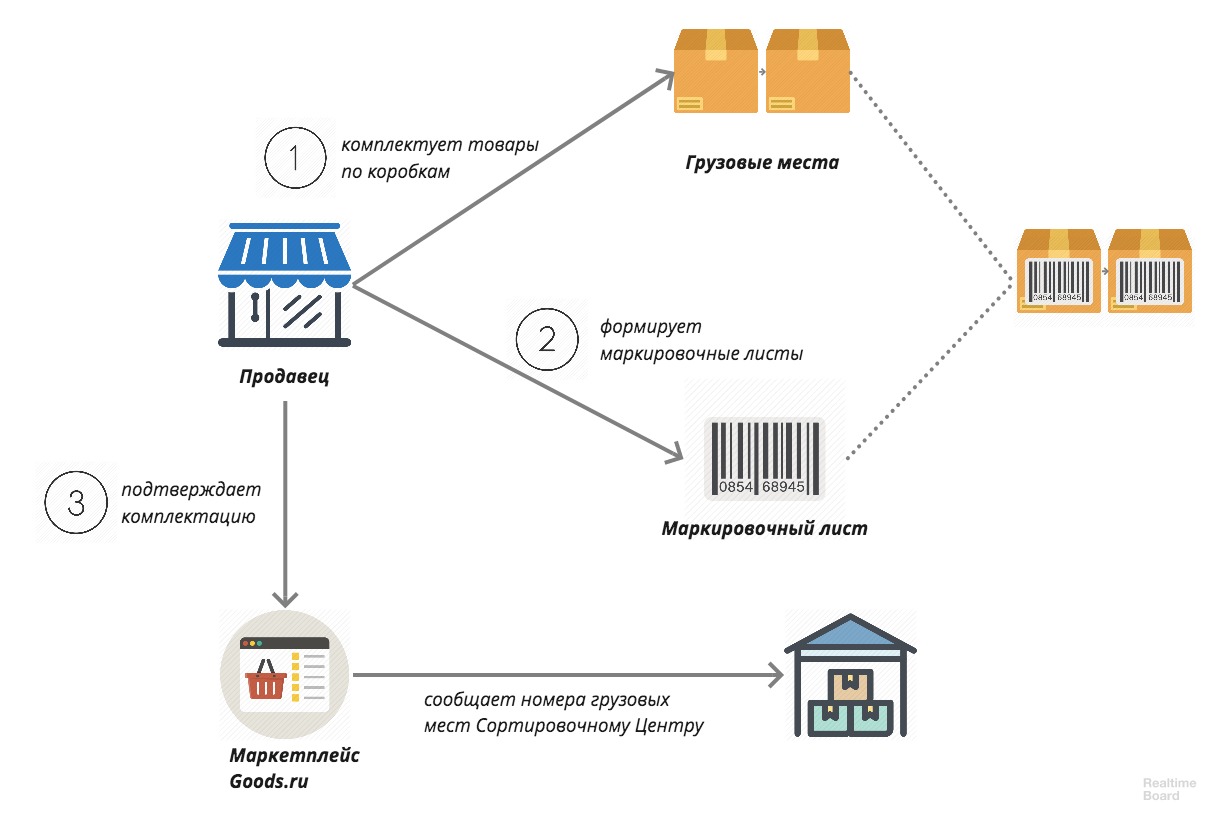 1
комплектует товары
по коробкам
Грузовые места
Продавец
2
формирует
маркировочные листы
0854 68945
0854 68945
0854 68945
Маркировочный лист
3
подтверждает
комплектацию
сообщает номера грузовых
мест Сортировочному Центру
Маркетплейс
Goods.ru
Realtime
Board